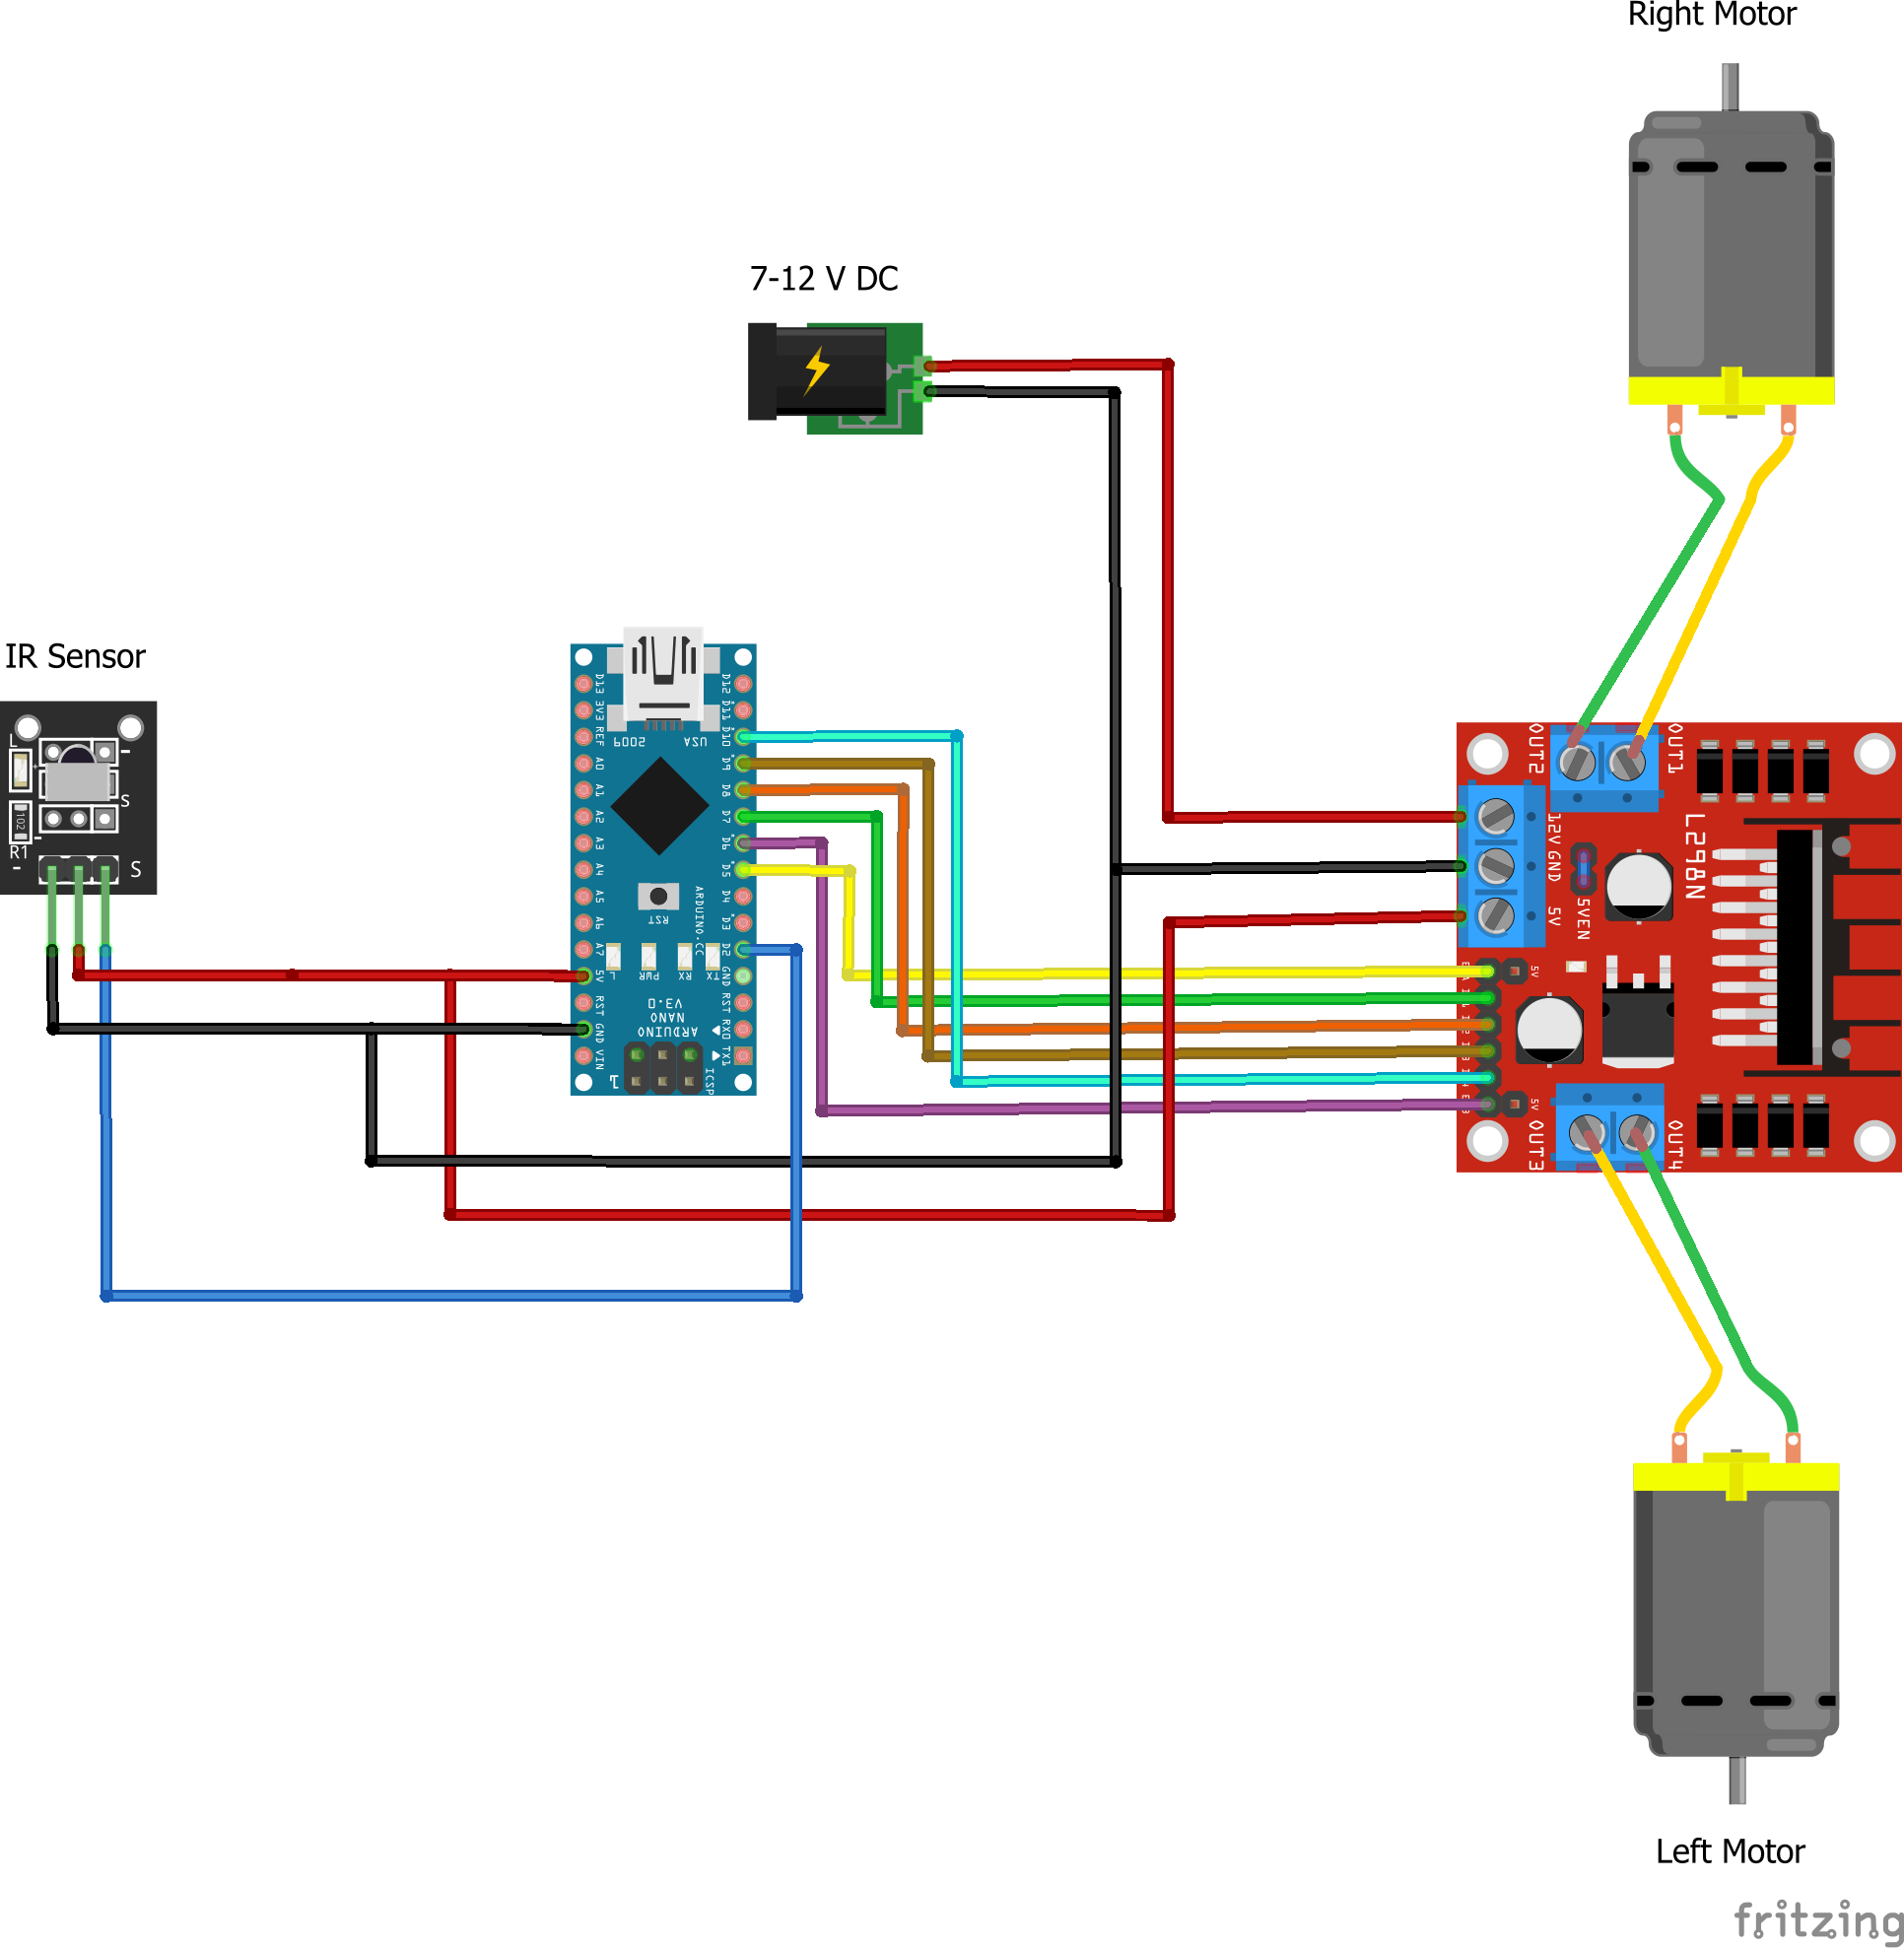 Right Motor
7-12 V DC
IR Sensor
L
-
S
102
-
R1
-
S
D13
3V3
REF
A0
A1
A2
A3
A4
A5
A6
A7
5V
RST
GND
VIN
D12
D11
D10
D9
D8
D7
D6
D5
D4
D3
D2
GND
RST
RX0
TX1
2009
USA
RST
ARDUINO.CC
L
PWR
RX
TX
V3.0
NANO
ARDUINO
1
ICSP
OUT2
OUT1
12V
GND
5V
5VEN
L298N
5V
5V
OUT3
OUT4
Left Motor
fritzing